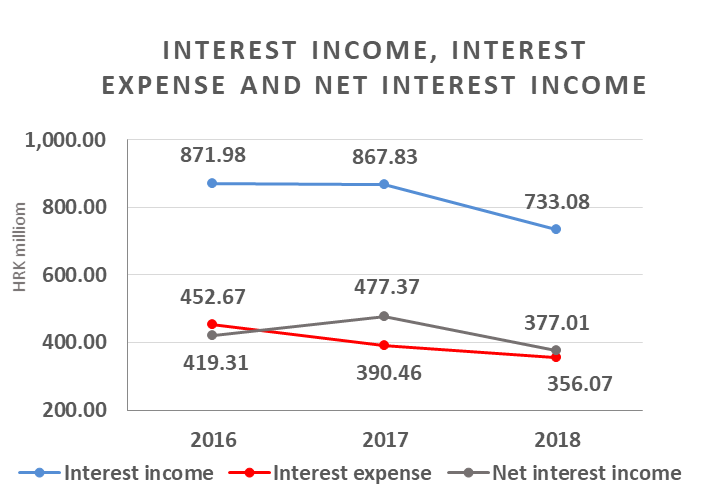 INTEREST INCOME, INTEREST
EXPENSE AND NET INTEREST INCOME
HRK milliom
1,000.00
800.00
600.00
400.00
200.00
871.98
867.83
733.08
452.67
477.37
377.01
419.31
390.46
356.07
2016 2017 2018
Interest income Interest expense Net interest income